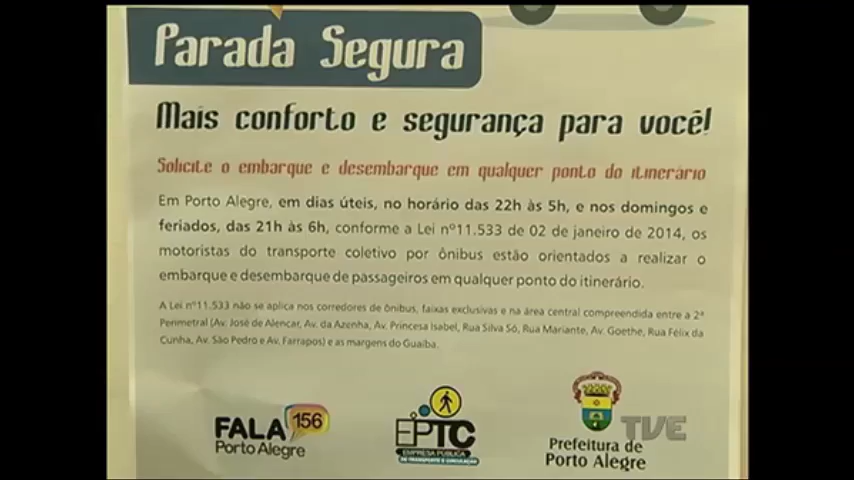 Parada Segura
Mais conforto e segurança para você!
Solicite o embarque e desembarque em qualquer ponto do itinerário
Em Porto Alegre, em dias úteis, no horário das 22h às 5h, e nos domingos e
feriados, das 21h às 6h, conforme a Lei nº11.533 de 02 de janeiro de 2014, os
motoristas do transporte coletivo por ônibus estão orientados a realizar o
embarque e desembarque de passageiros em qualquer ponto do itinerário.
A Lei nº11.533 não se aplica nos corredores de ônibus, faixas exclusivas e na área central compreendida entre a 2ª
Perimetral (Av. José de Alencar, Av. da Azenha, Av. Princesa Isabel, Rua Silva Só, Rua Mariante, Av. Goethe, Rua Félix da
Cunha, Av. São Pedro e Av. Farrapos) e as margens do Guaíba.
FALA 156
Porto Alegre
EPTC
EMPRESA PÚBLICA
DE TRANSPORTE E CIRCULAÇÃO
Prefeitura de
Porto Alegre
TVE